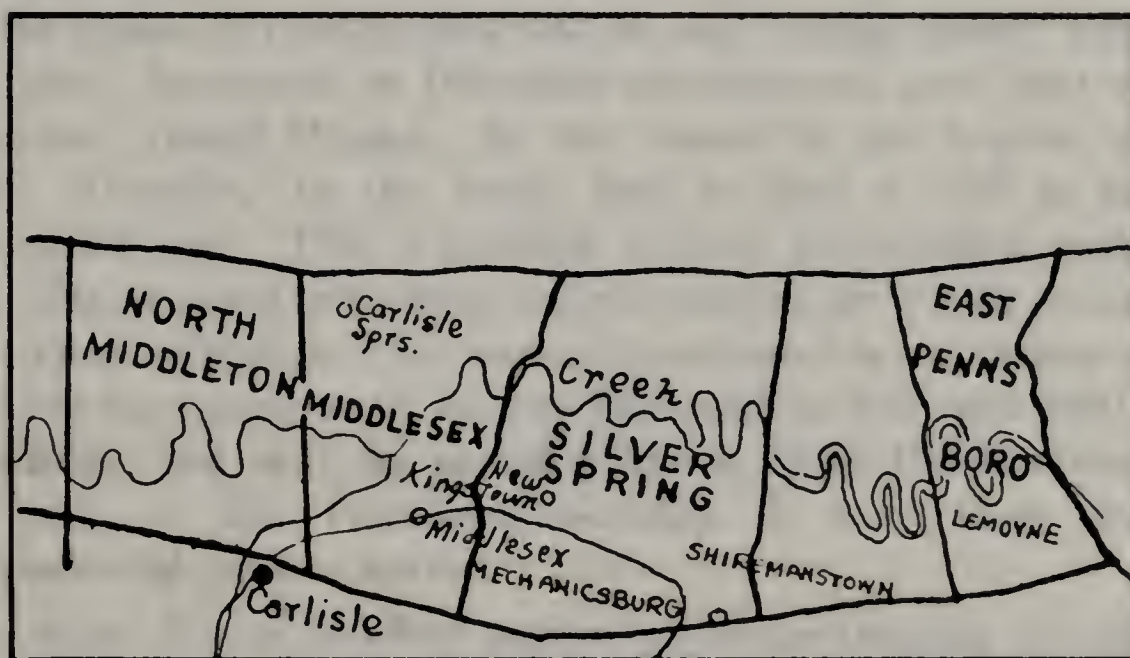 NORTH
MIDDLETON
Carlisle
Sprs.
MIDDLESEX
Creek
SILVER
SPRING
EAST
PENNS
BORO
LEMOYNE
New
Kingstown
Middlesex
MECHANICSBURG
SHIREMANSTOWN
Carlisle